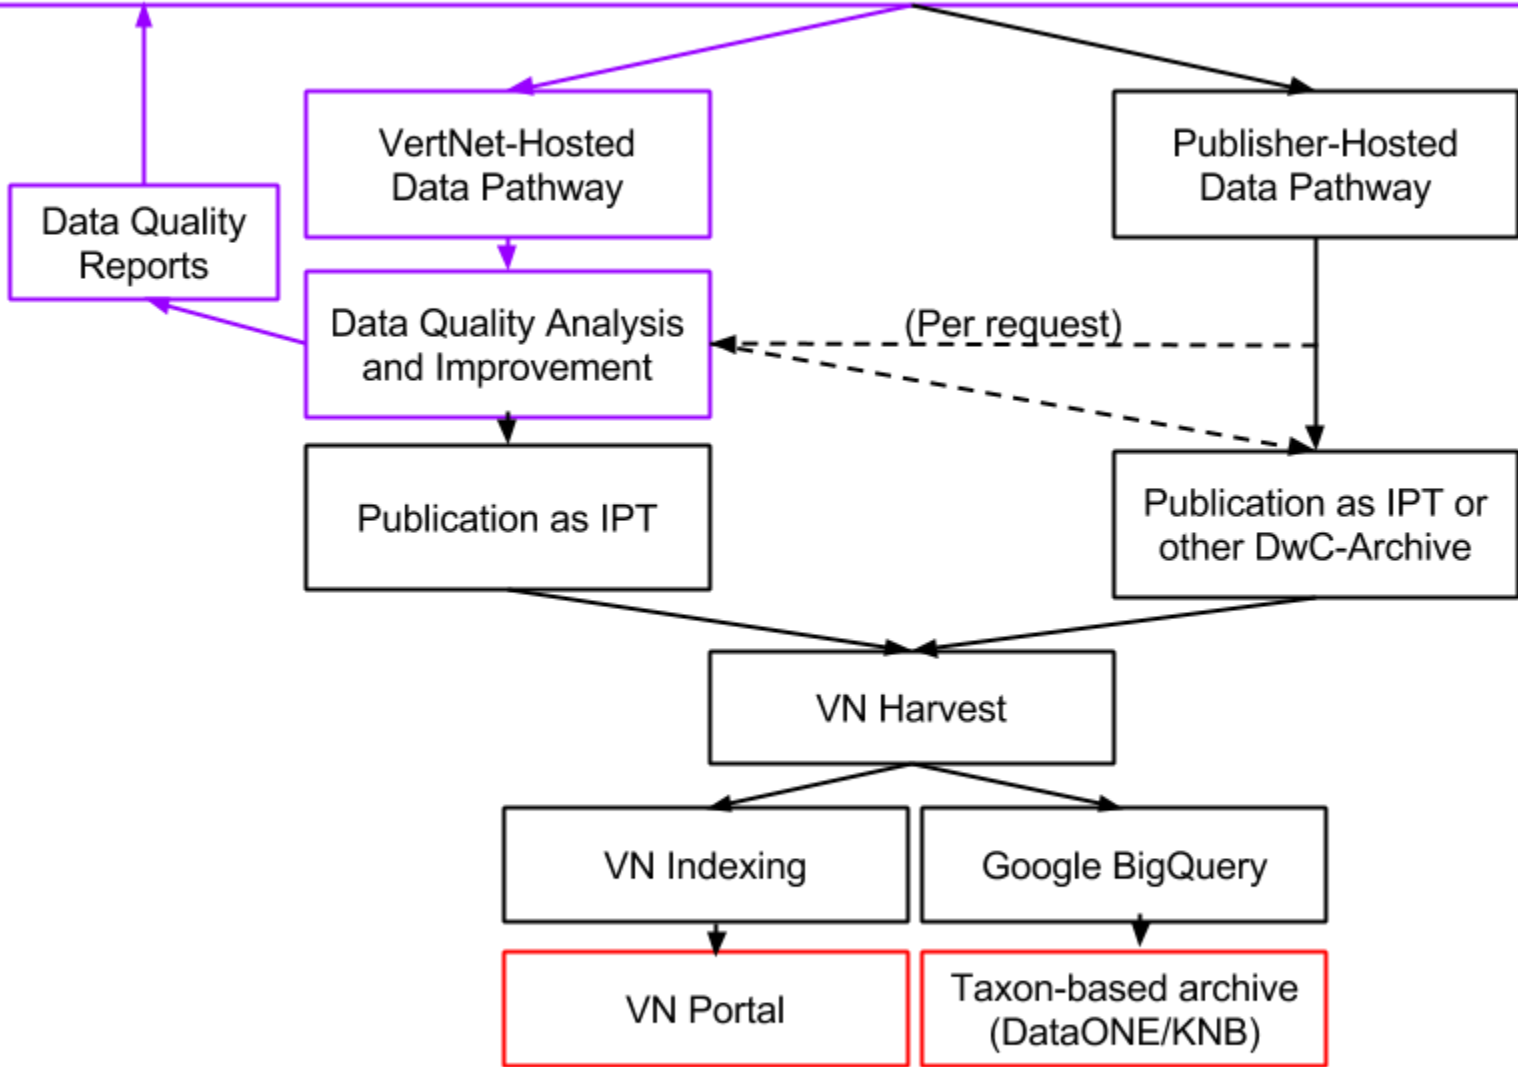 VertNet-Hosted
Data Pathway
Publisher-Hosted
Data Pathway
Data Quality
Reports
Data Quality Analysis
and Improvement
(Per request)
Publication as IPT
Publication as IPT or
other DwC-Archive
VN Harvest
VN Indexing
Google BigQuery
VN Portal
Taxon-based archive
(DataONE/KNB)